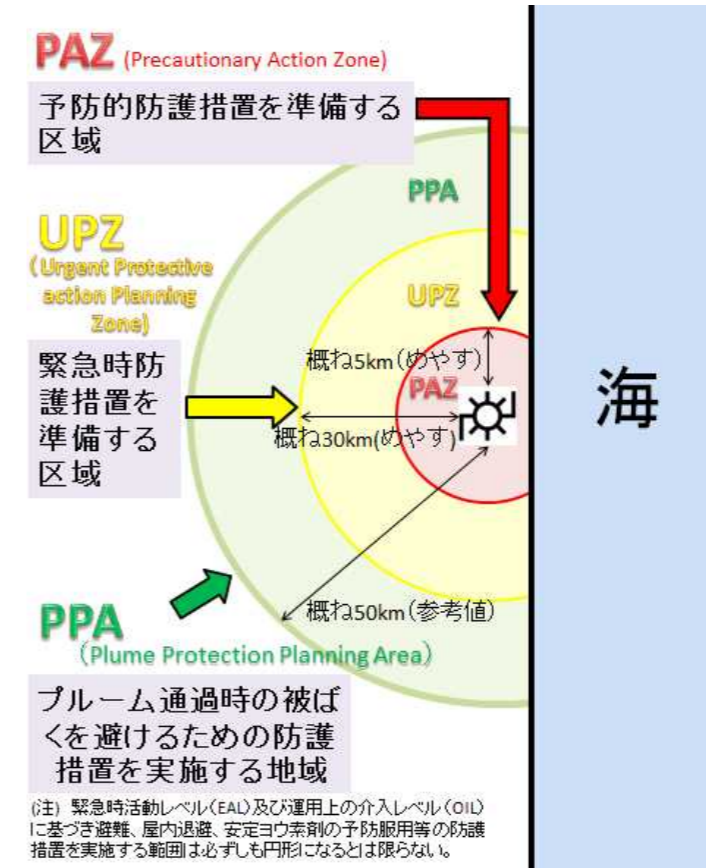 PAZ (Precautionary Action Zone)
予防的防護措置を準備する
区域
PPA
UPZ
(Urgent Protective
action Planning
Zone)
UPZ
概ね5km(めやす)
緊急時防
護措置を
準備する
区域
PAZ
概ね30km(めやす)
海
概ね50km(参考値)
PPA
(Plume Protection Planning Area)
プルーム通過時の被ば
くを避けるための防護
措置を実施する地域
(注) 緊急時活動レベル(EAL)及び運用上の介入レベル(OIL)
に基づき避難、屋内退避、安定ヨウ素剤の予防服用等の防護
措置を実施する範囲は必ずしも円形になるとは限らない。